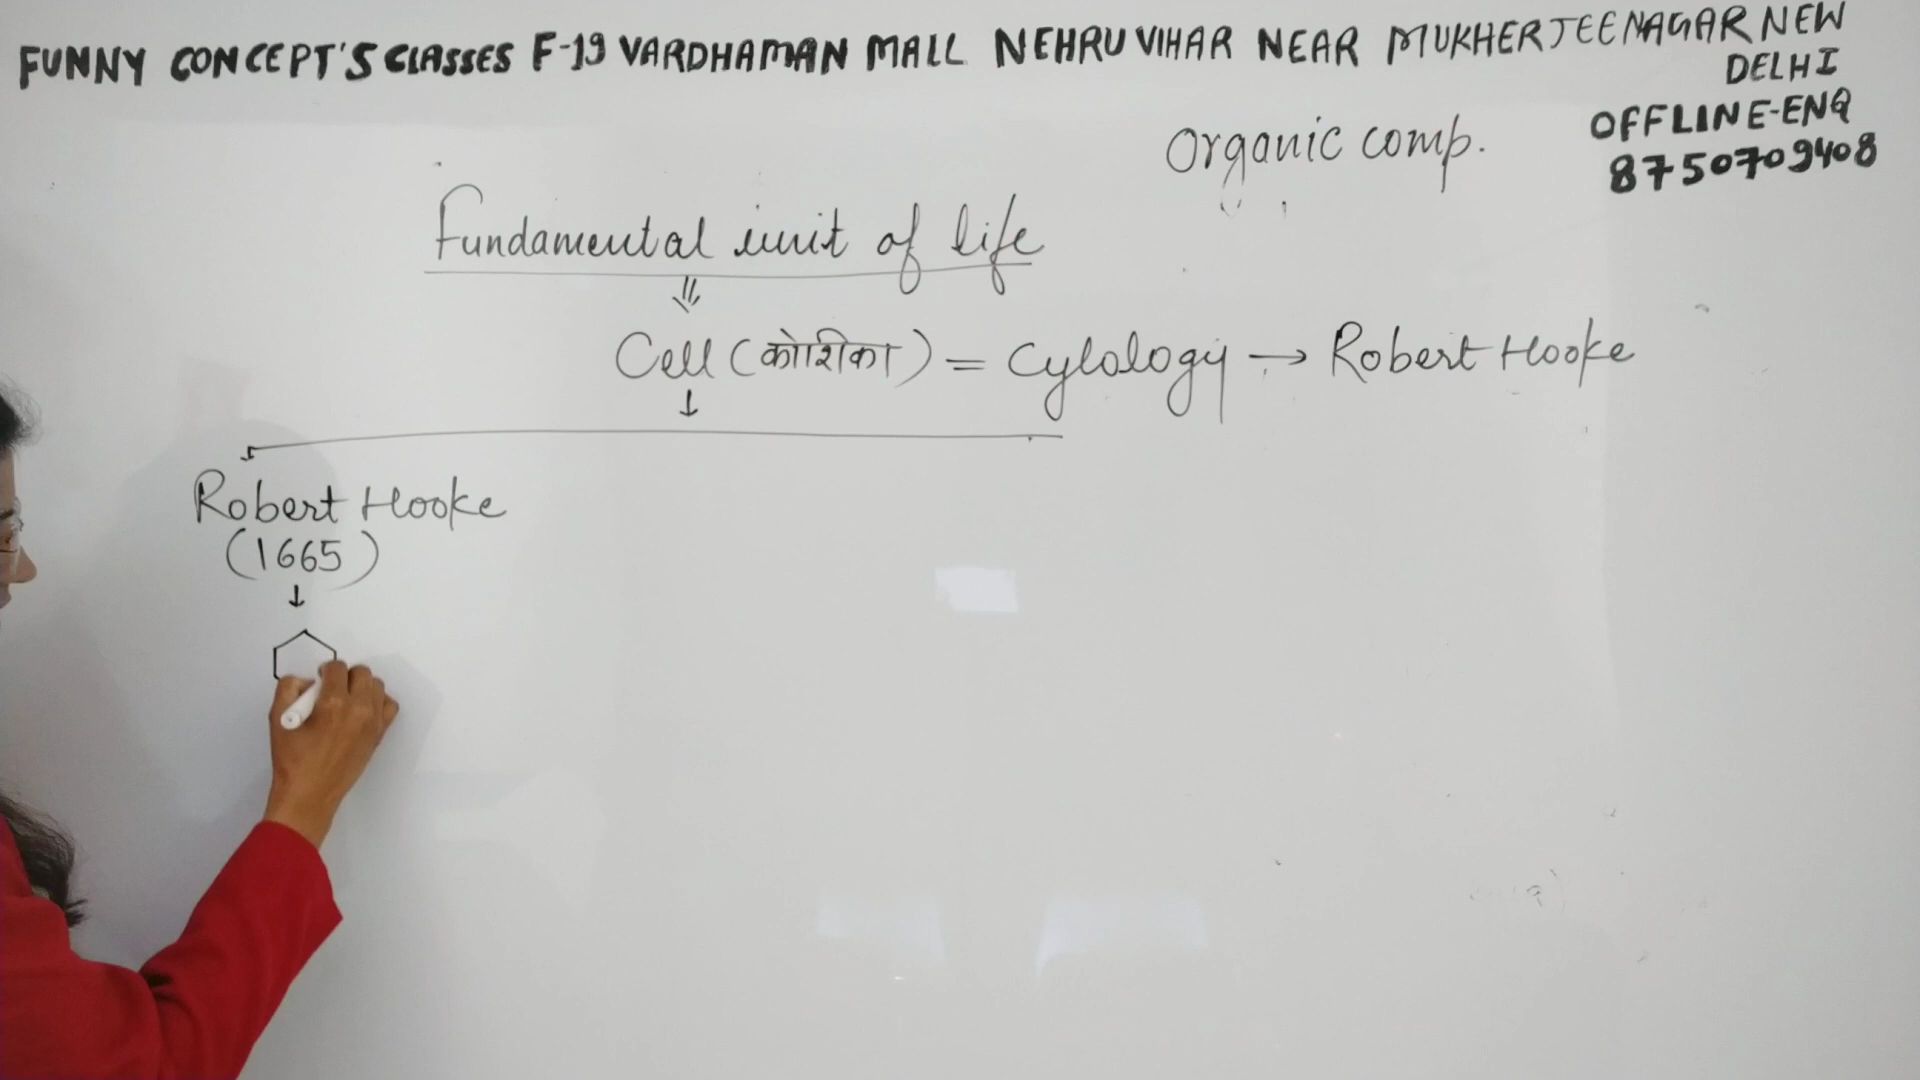 FUNNY CONCEPT'S CLASSES F-19 VARDHAMAN MALL NEHRU VIHAR NEAR MUKHERJEE NAGAR NEW
DELHI
OFFLINE-ENQ
8750709408
Organic comp.
Fundamental unit of life
⇓
Cell (कोशिका) = Cylology → Robert Hooke
↓
Robert Hooke
(1665)
↓